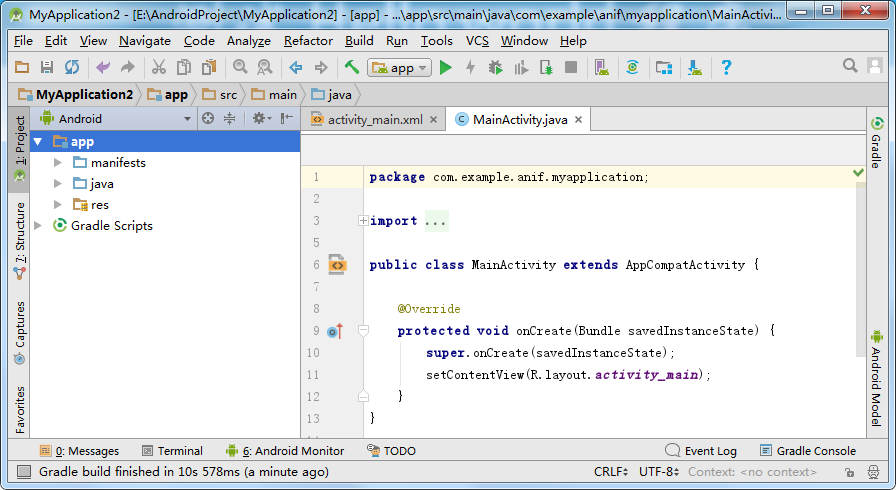 MyApplication2 - [E:\AndroidProject\MyApplication2] - [app] - ...\app\src\main\java\com\example\anif\myapplication\MainActivi...
File Edit View Navigate Code Analyze Refactor Build Run Tools VCS Window Help
app
MyApplication2 app src main java
1: Project
7: Structure
Captures
Favorites
Android
app
manifests
java
res
Gradle Scripts
activity_main.xml MainActivity.java
1 package com.example.anif.myapplication;
2
3 import ...
5
6 public class MainActivity extends AppCompatActivity {
7
8 @Override
9 protected void onCreate(Bundle savedInstanceState) {
10 super.onCreate(savedInstanceState);
11 setContentView(R.layout.activity_main);
12 }
13 }
Gradle
Android Model
0: Messages Terminal 6: Android Monitor TODO Event Log Gradle Console
Gradle build finished in 10s 578ms (a minute ago) CRLF UTF-8 Context: <no context>